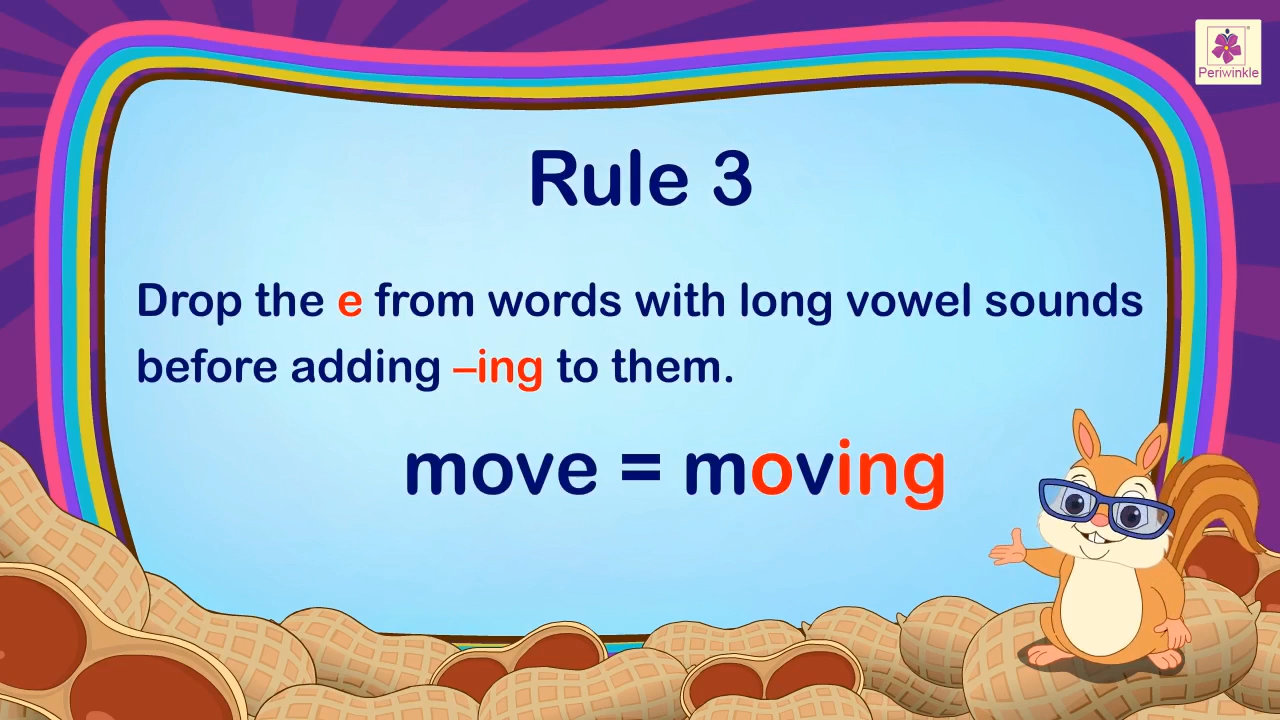 Periwinkle
Rule 3
Drop the e from words with long vowel sounds
before adding –ing to them.
move = moving